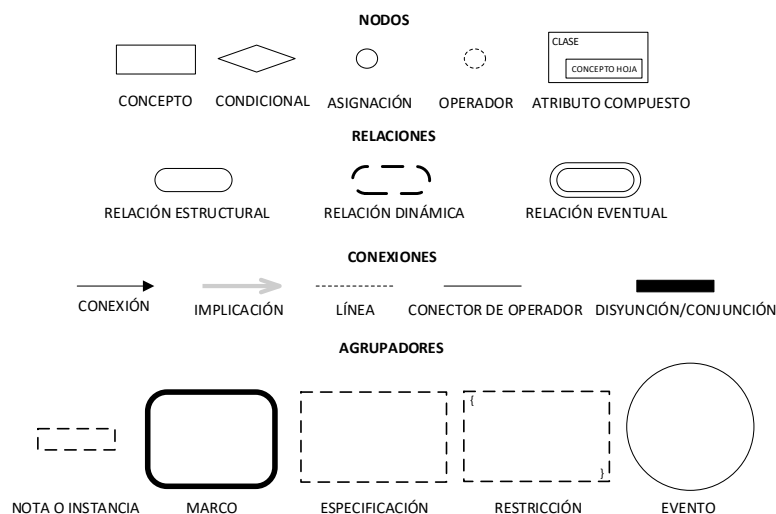 NODOS
CLASE
CONCEPTO HOJA
CONCEPTO CONDICIONAL ASIGNACIÓN OPERADOR ATRIBUTO COMPUESTO
RELACIONES
RELACIÓN ESTRUCTURAL RELACIÓN DINÁMICA RELACIÓN EVENTUAL
CONEXIONES
CONEXIÓN IMPLICACIÓN LÍNEA CONECTOR DE OPERADOR DISYUNCIÓN/CONJUNCIÓN
AGRUPADORES
{
}
NOTA O INSTANCIA MARCO ESPECIFICACIÓN RESTRICCIÓN EVENTO